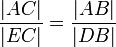 |AC| / |EC| = |AB| / |DB|